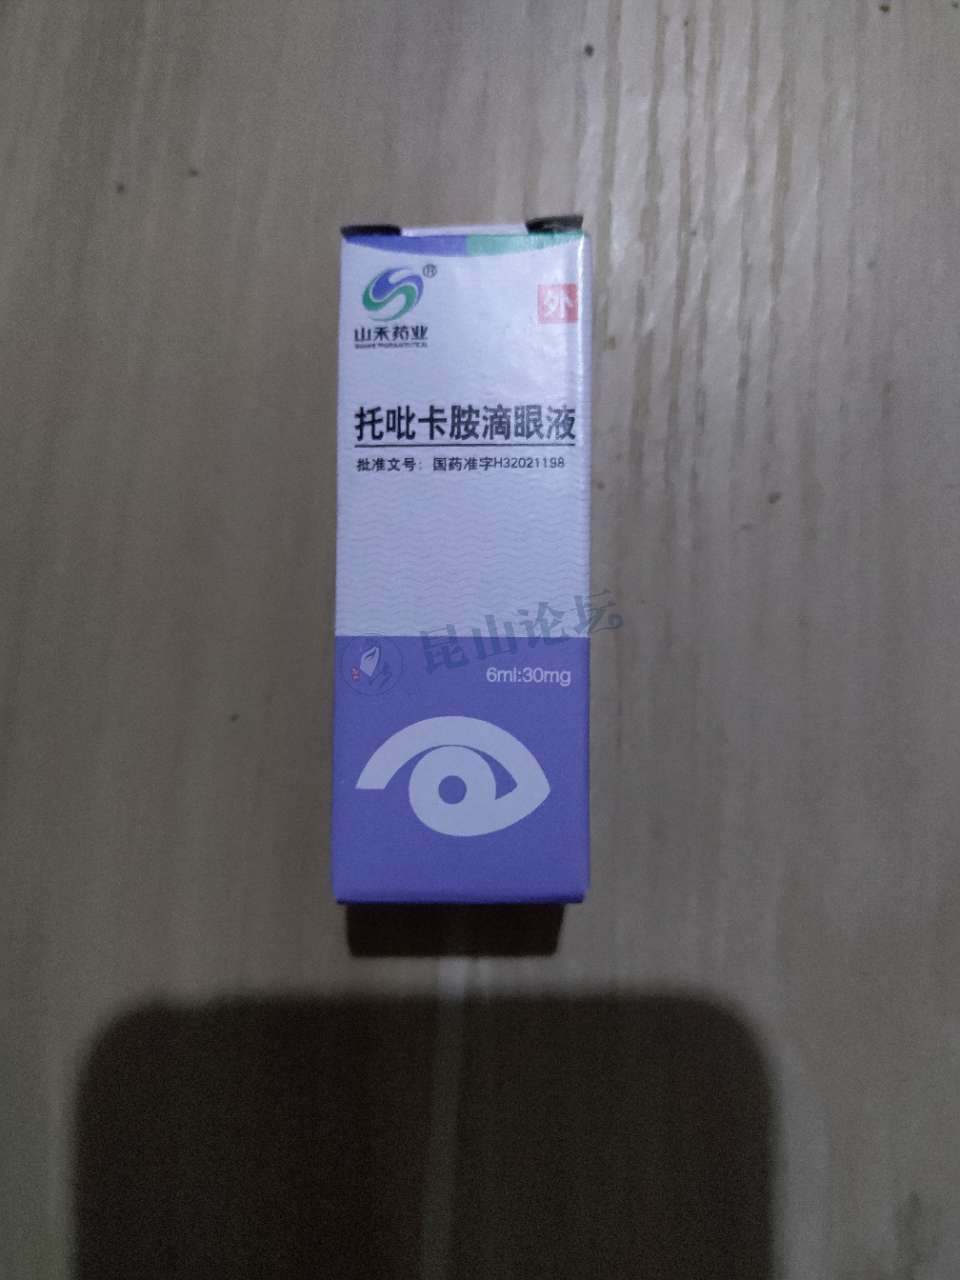 外
山禾药业
托吡卡胺滴眼液
批准文号：国药准字H32021198
昆山论坛
6ml:30mg